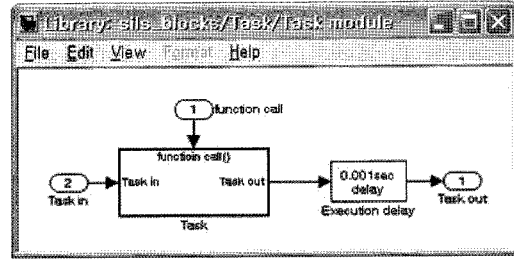 Library: sils_blocks/Task/Task module
File Edit View Format Help
1 function call
function call()
2 Task in Task out 0.001sec 1
delay
Task in Execution delay Task out
Task